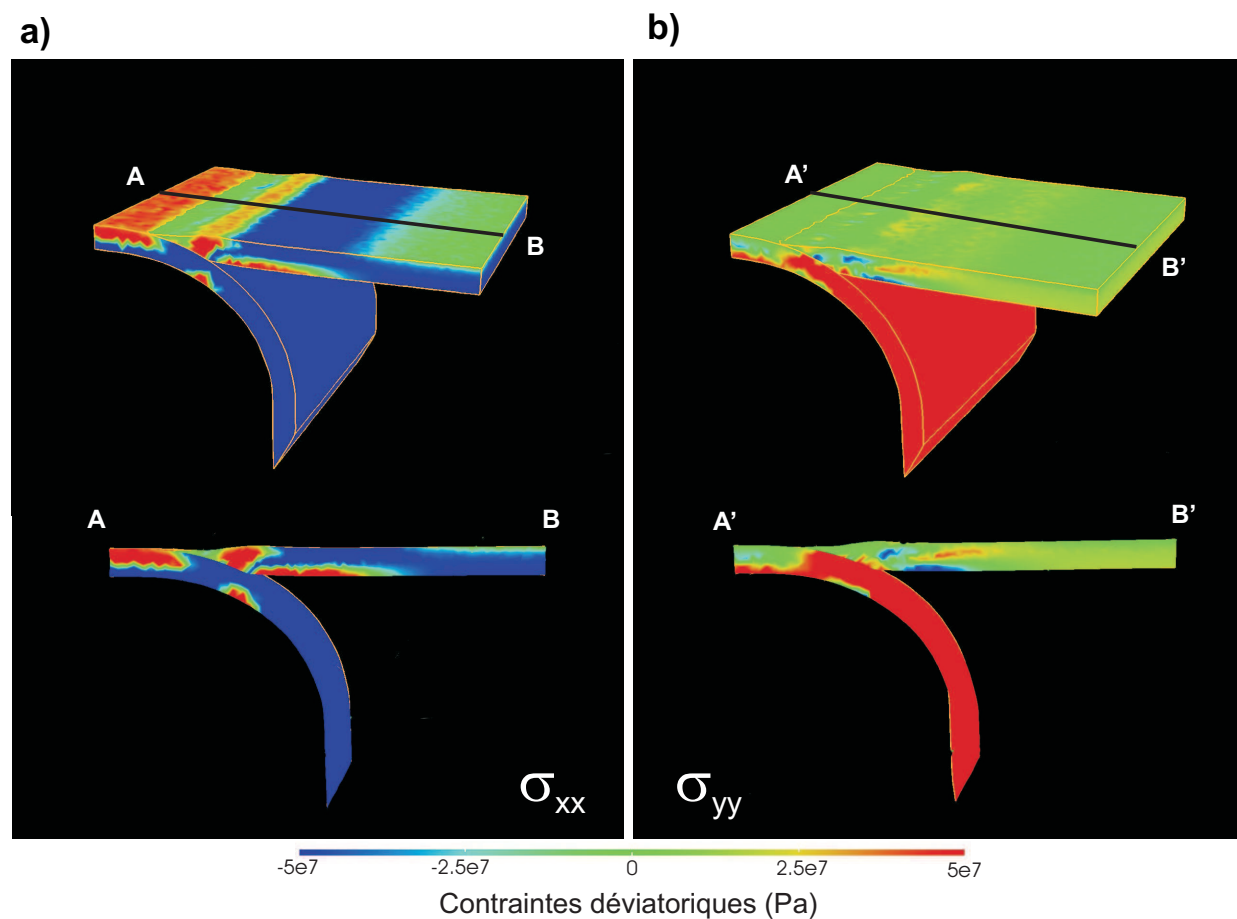 a)
b)
A
B
A'
B'
A
B
A'
B'
σxx
σyy
-5e7
-2.5e7
0
2.5e7
5e7
Contraintes déviatoriques (Pa)